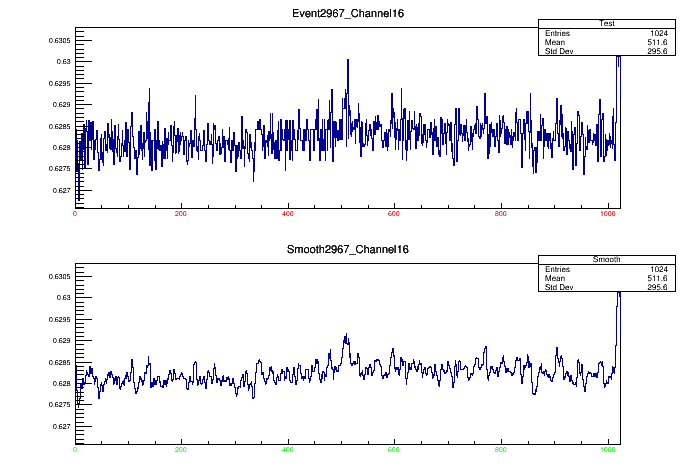 Event2967_Channel16
Test
Entries 1024
Mean 511.6
Std Dev 295.6
0.6305
0.63
0.6295
0.629
0.6285
0.628
0.6275
0.627
0 200 400 600 800 1000
Smooth2967_Channel16
Smooth
Entries 1024
Mean 511.6
Std Dev 295.6
0.6305
0.63
0.6295
0.629
0.6285
0.628
0.6275
0.627
0 200 400 600 800 1000